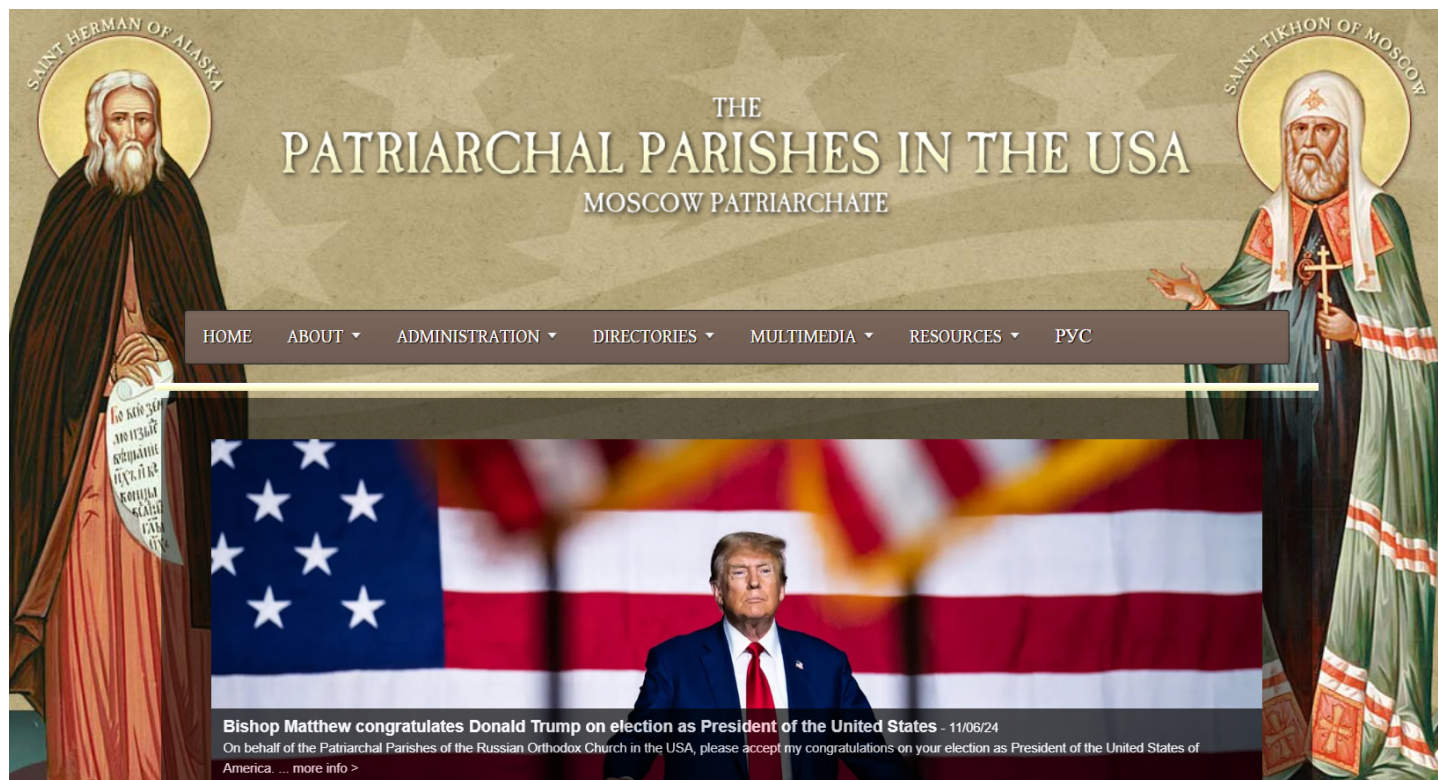 SAINT HERMAN OF ALASKA
SAINT TIKHON OF MOSCOW
THE
PATRIARCHAL PARISHES IN THE USA
MOSCOW PATRIARCHATE
HOME ABOUT ADMINISTRATION DIRECTORIES MULTIMEDIA RESOURCES РУС
Bishop Matthew congratulates Donald Trump on election as President of the United States - 11/06/24
On behalf of the Patriarchal Parishes of the Russian Orthodox Church in the USA, please accept my congratulations on your election as President of the United States of
America. ... more info >